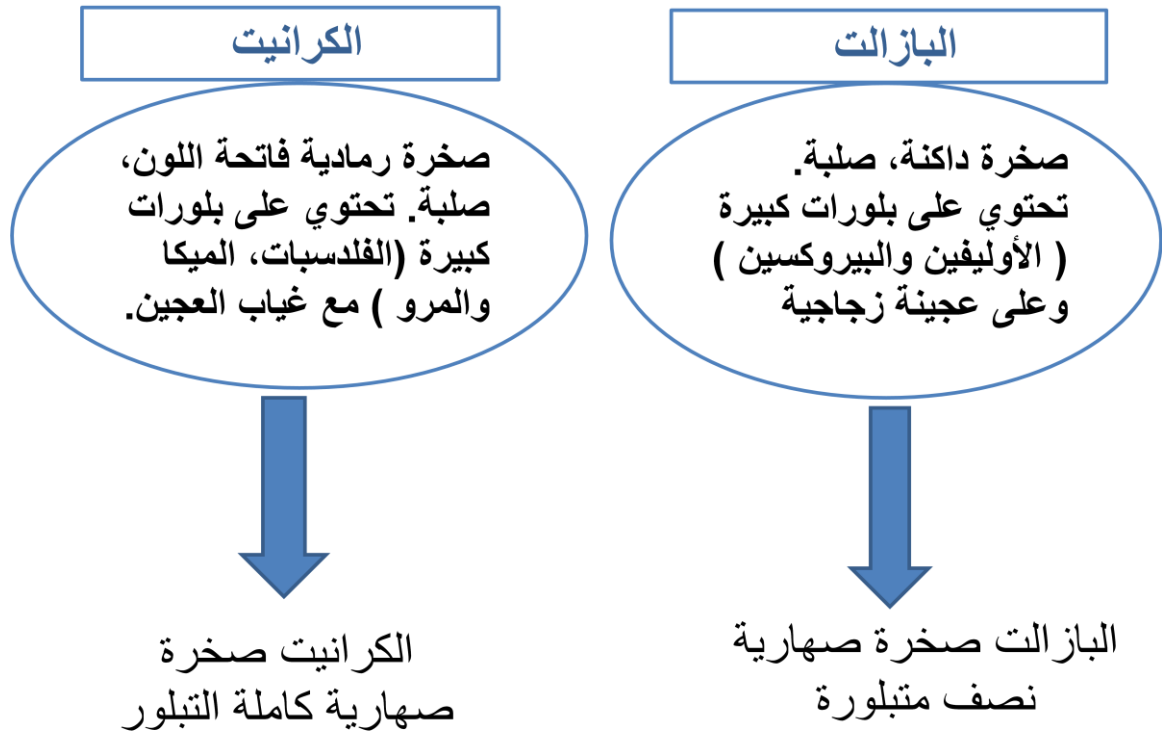 البازالت
صخرة داكنة، صلبة.
تحتوي على بلورات كبيرة
( الأوليفين والبيروكسين )
وعلى عجينة زجاجية
البازالت صخرة صهارية
نصف متبلورة
الكرانيت
صخرة رمادية فاتحة اللون،
صلبة. تحتوي على بلورات
كبيرة (الفلدسبات، الميكا
والمرو ) مع غياب العجين.
الكرانيت صخرة
صهارية كاملة التبلور